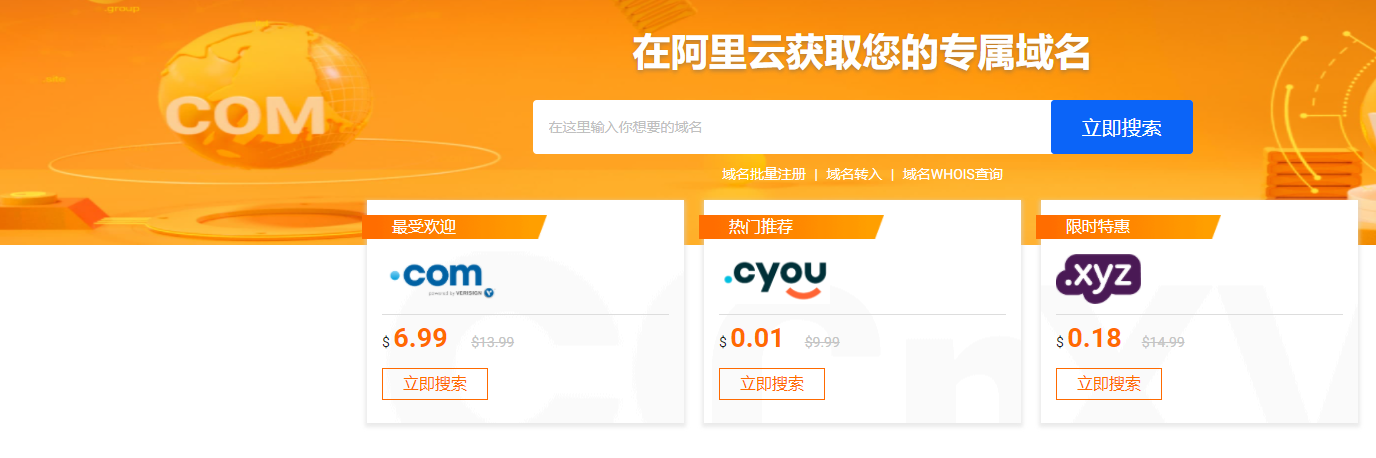 .group
COM
在阿里云获取您的专属域名
在这里输入你想要的域名
立即搜索
域名批量注册 | 域名转入 | 域名WHOIS查询
最受欢迎
.com
powered by VERISIGN
$ 6.99 $13.99
立即搜索
热门推荐
.cyou
$ 0.01 $9.99
立即搜索
限时特惠
.xyz
$ 0.18 $14.99
立即搜索